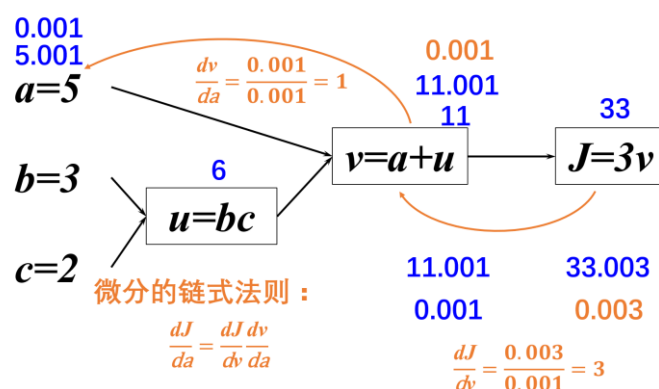 0.001
5.001
a=5
dv/da = 0.001/0.001 = 1
0.001
11.001
11
33
v=a+u
J=3v
b=3
6
u=bc
c=2
微分的链式法则：
dJ/da = dJ/dv dv/da
11.001
33.003
0.001
0.003
dJ/dv = 0.003/0.001 = 3